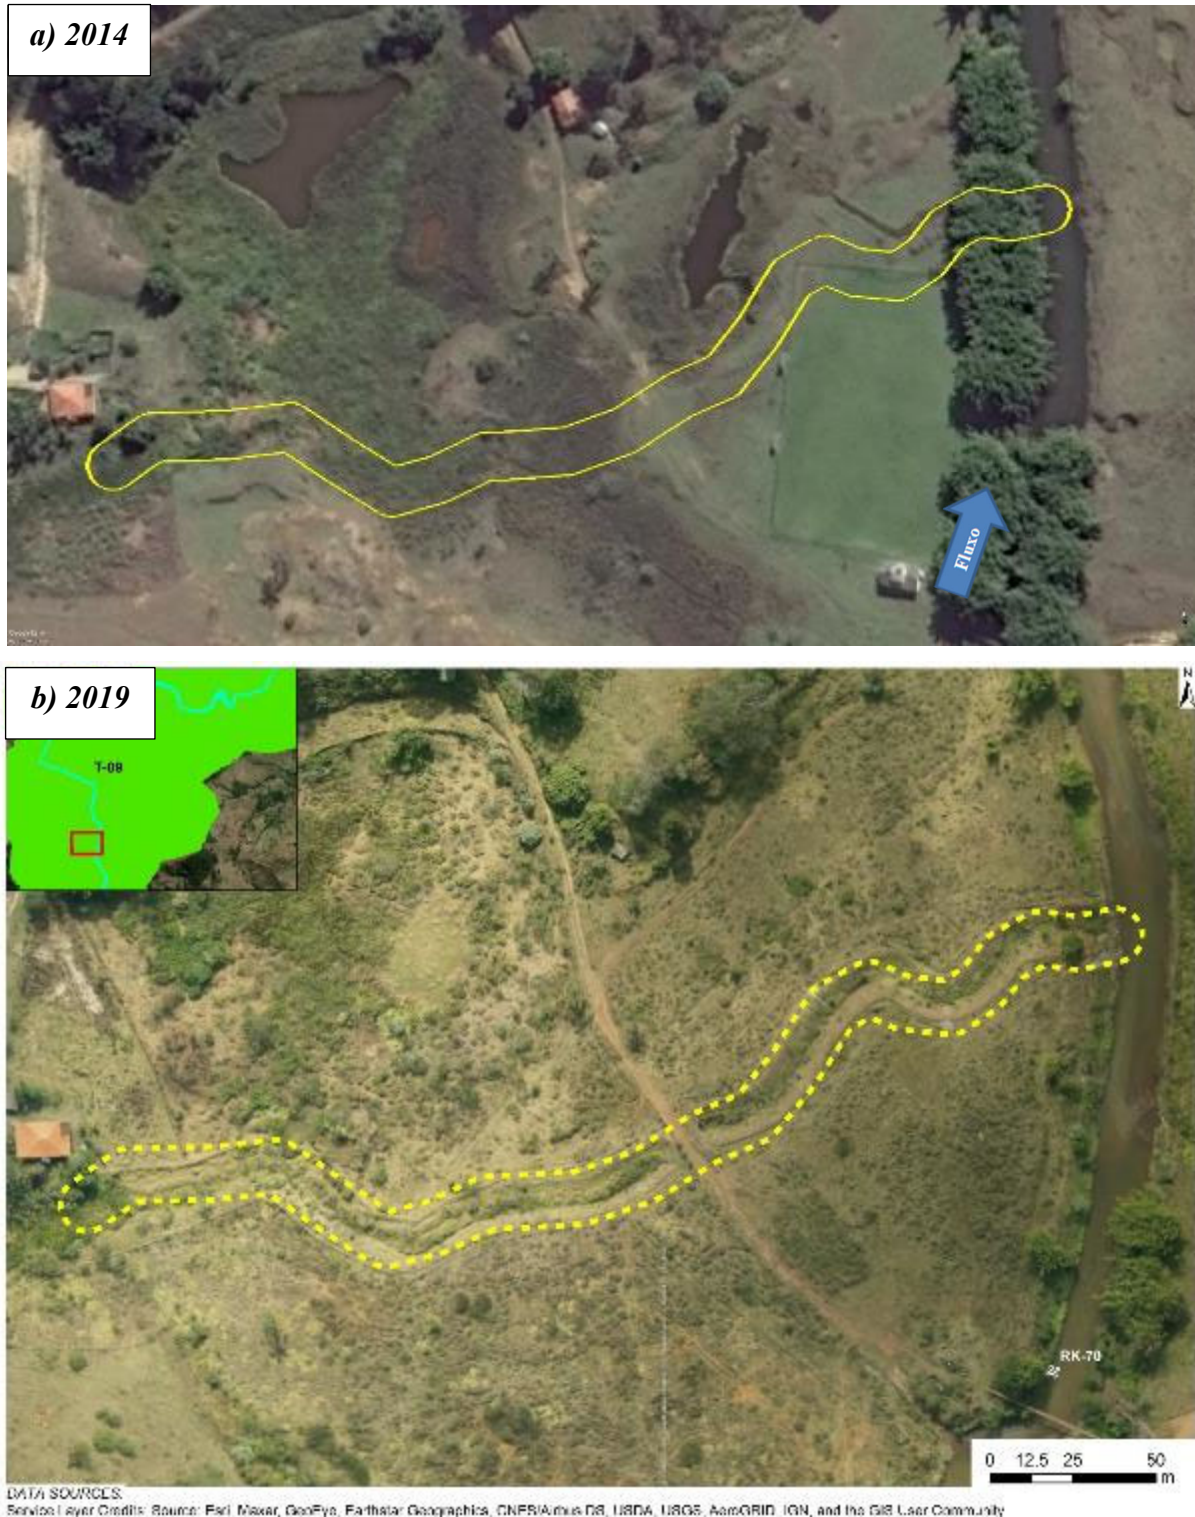 a) 2014
Fluxo
b) 2019
N
T-09
RK-70
0 12.5 25 50
m
DATA SOURCES:
Service Layer Credits: Source: Esri, Maxar, GeoEye, Earthstar Geographics, CNES/Airbus DS, USDA, USGS, AeroGRID, IGN, and the GIS User Community